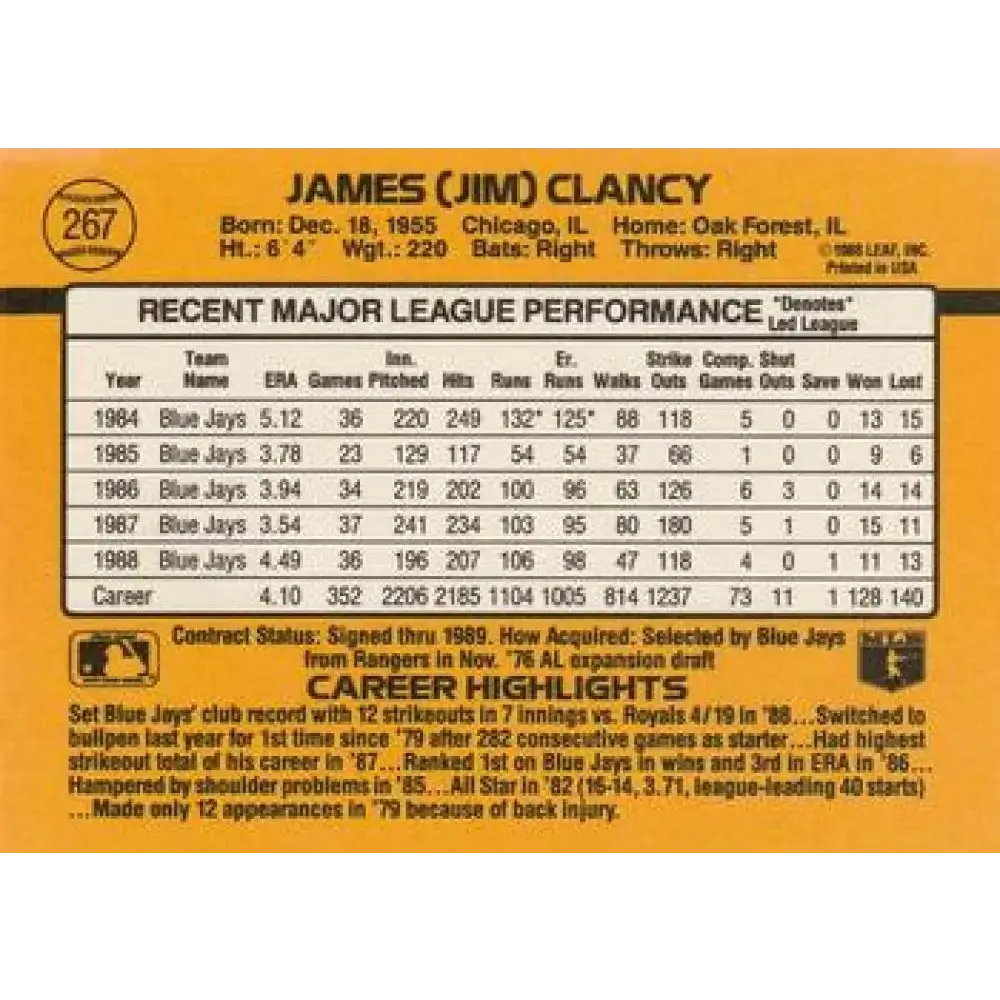 267
JAMES (JIM) CLANCY
Born: Dec. 18, 1955 Chicago, IL Home: Oak Forest, IL
Ht.: 6'4" Wgt.: 220 Bats: Right Throws: Right
© 1988 LEAF, INC.
Printed in USA
RECENT MAJOR LEAGUE PERFORMANCE "Denotes" Led League
Year Team Name ERA Games Inn. Pitched Hits Runs Er. Runs Walks Strike Outs Comp. Games Shut Outs Save Won Lost
1984 Blue Jays 5.12 36 220 249 132* 125* 88 118 5 0 0 13 15
1985 Blue Jays 3.78 23 129 117 54 54 37 66 1 0 0 9 6
1986 Blue Jays 3.94 34 219 202 100 96 63 126 6 3 0 14 14
1987 Blue Jays 3.54 37 241 234 103 95 80 180 5 1 0 15 11
1988 Blue Jays 4.49 36 196 207 106 98 47 118 4 0 1 11 13
Career 4.10 352 2206 2185 1104 1005 814 1237 73 11 1 128 140
Contract Status: Signed thru 1989. How Acquired: Selected by Blue Jays
from Rangers in Nov. '76 AL expansion draft
CAREER HIGHLIGHTS
Set Blue Jays' club record with 12 strikeouts in 7 innings vs. Royals 4/19 in '88...Switched to
bullpen last year for 1st time since '79 after 282 consecutive games as starter...Had highest
strikeout total of his career in '87...Ranked 1st on Blue Jays in wins and 3rd in ERA in '86...
Hampered by shoulder problems in '85...All Star in '82 (16-14, 3.71, league-leading 40 starts)
...Made only 12 appearances in '79 because of back injury.